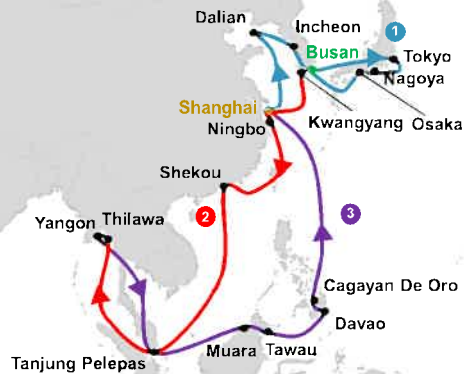 Dalian
Incheon
1
Busan
Tokyo
Nagoya
Shanghai
Ningbo
Kwangyang Osaka
Shekou
2
3
Yangon Thilawa
Cagayan De Oro
Davao
Muara Tawau
Tanjung Pelepas